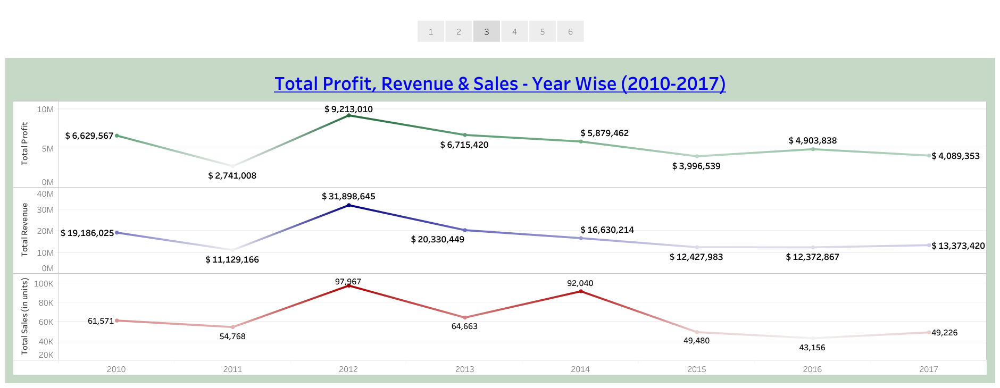 1 2 3 4 5 6
Total Profit, Revenue & Sales - Year Wise (2010-2017)
Total Profit
10M
5M
0M
$ 6,629,567
$ 2,741,008
$ 9,213,010
$ 6,715,420
$ 5,879,462
$ 3,996,539
$ 4,903,838
$ 4,089,353
Total Revenue
40M
30M
20M
10M
0M
$ 19,186,025
$ 11,129,166
$ 31,898,645
$ 20,330,449
$ 16,630,214
$ 12,427,983
$ 12,372,867
$ 13,373,420
Total Sales (in units)
100K
80K
60K
40K
20K
61,571
54,768
97,967
64,663
92,040
49,480
43,156
49,226
2010 2011 2012 2013 2014 2015 2016 2017